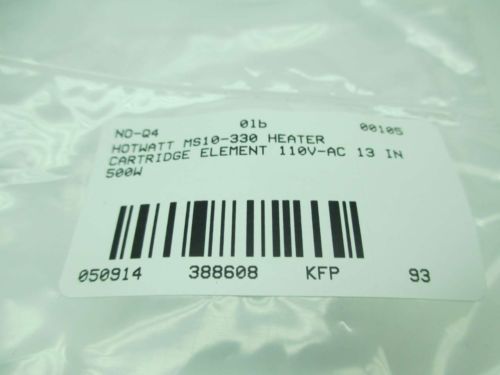 NO-Q4 01b 00105
HOTWATT MS10-330 HEATER
CARTRIDGE ELEMENT 110V-AC 13 IN
500W
050914 388608 KFP 93